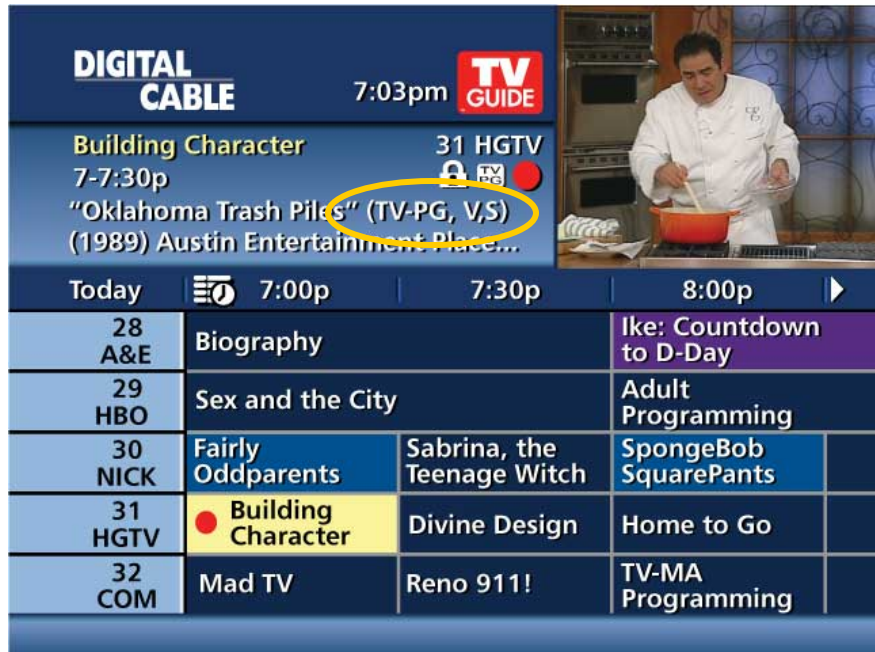 DIGITAL
CABLE
7:03pm
TV
GUIDE
Building Character
31 HGTV
7-7:30p
TV
PG
“Oklahoma Trash Piles” (TV-PG, V,S)
(1989) Austin Entertainment Place...
Today
7:00p
7:30p
8:00p
28
A&E
Biography
Ike: Countdown
to D-Day
29
HBO
Sex and the City
Adult
Programming
30
NICK
Fairly
Oddparents
Sabrina, the
Teenage Witch
SpongeBob
SquarePants
31
HGTV
Building
Character
Divine Design
Home to Go
32
COM
Mad TV
Reno 911!
TV-MA
Programming